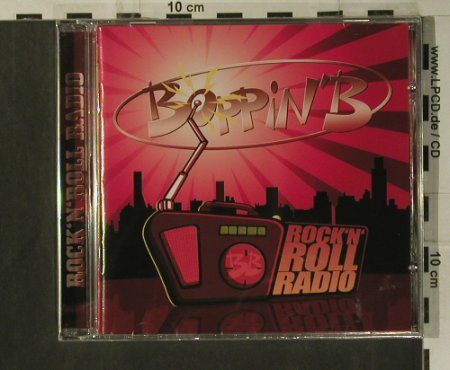 10 cm
BOPPIN'B
ROCK'N'ROLL RADIO
ROCK'N'
ROLL
RADIO
www.LPCD.de / CD
10 cm